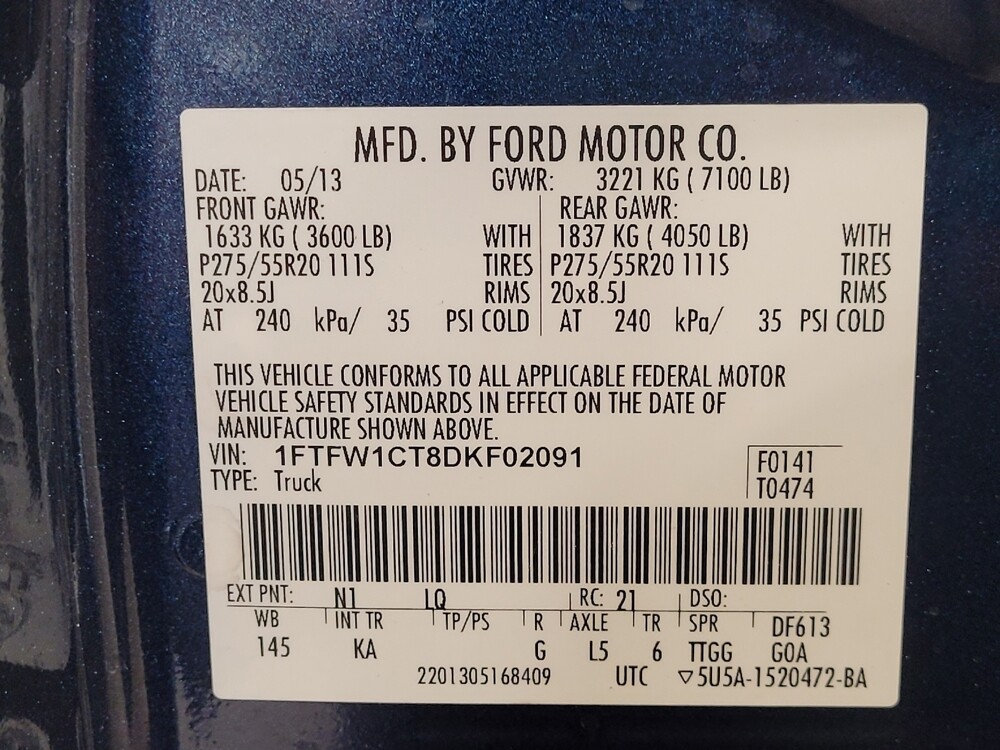 MFD. BY FORD MOTOR CO.
DATE: 05/13 GVWR: 3221 KG ( 7100 LB)
FRONT GAWR: REAR GAWR:
1633 KG ( 3600 LB) WITH 1837 KG ( 4050 LB) WITH
P275/55R20 111S TIRES P275/55R20 111S TIRES
20x8.5J RIMS 20x8.5J RIMS
AT 240 kPa/ 35 PSI COLD AT 240 kPa/ 35 PSI COLD
THIS VEHICLE CONFORMS TO ALL APPLICABLE FEDERAL MOTOR
VEHICLE SAFETY STANDARDS IN EFFECT ON THE DATE OF
MANUFACTURE SHOWN ABOVE.
VIN: 1FTFW1CT8DKF02091 F0141
TYPE: Truck T0474
EXT PNT: N1 LQ RC: 21 DSO:
WB INT TR TP/PS R AXLE TR SPR DF613
145 KA G L5 6 TTGG GOA
2201305168409 UTC ▽5U5A-1520472-BA